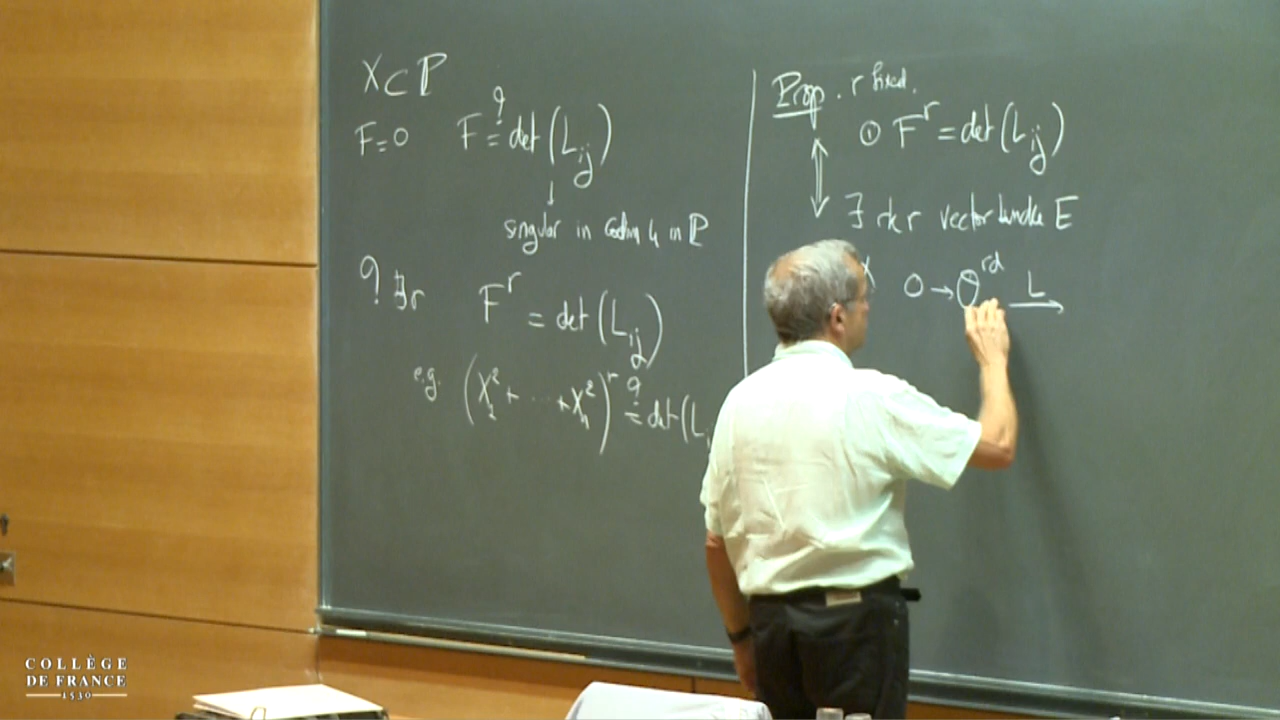 X ⊂ ℙ
F=0 F ?= det (L_ij)
↓
singular in codim 4 in ℙ
? ∃r F^r = det (L_ij)
e.g. (X_1^2 + ... + X_n^2)^r ?= det (L
Prop. r fixed.
① F^r = det (L_ij)
⇕
∃ rk r vector bundle E
X 0 → O^rd L →
COLLÈGE
DE FRANCE
1530